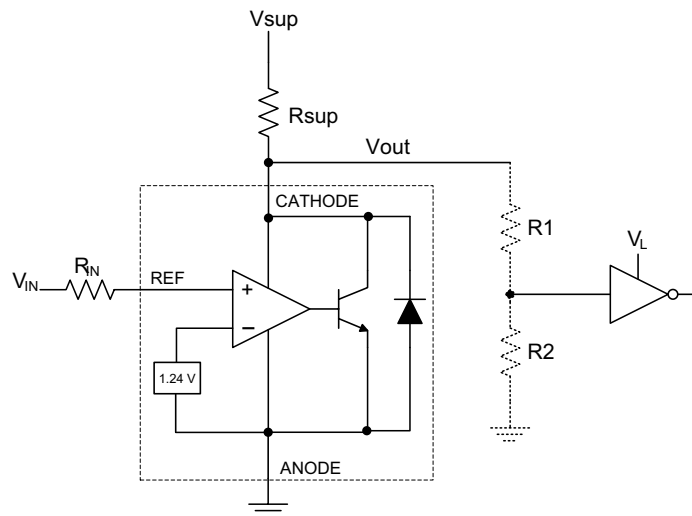 Vsup
Rsup
Vout
CATHODE
R1
VIN
RIN
REF
+
−
VL
1.24 V
R2
ANODE